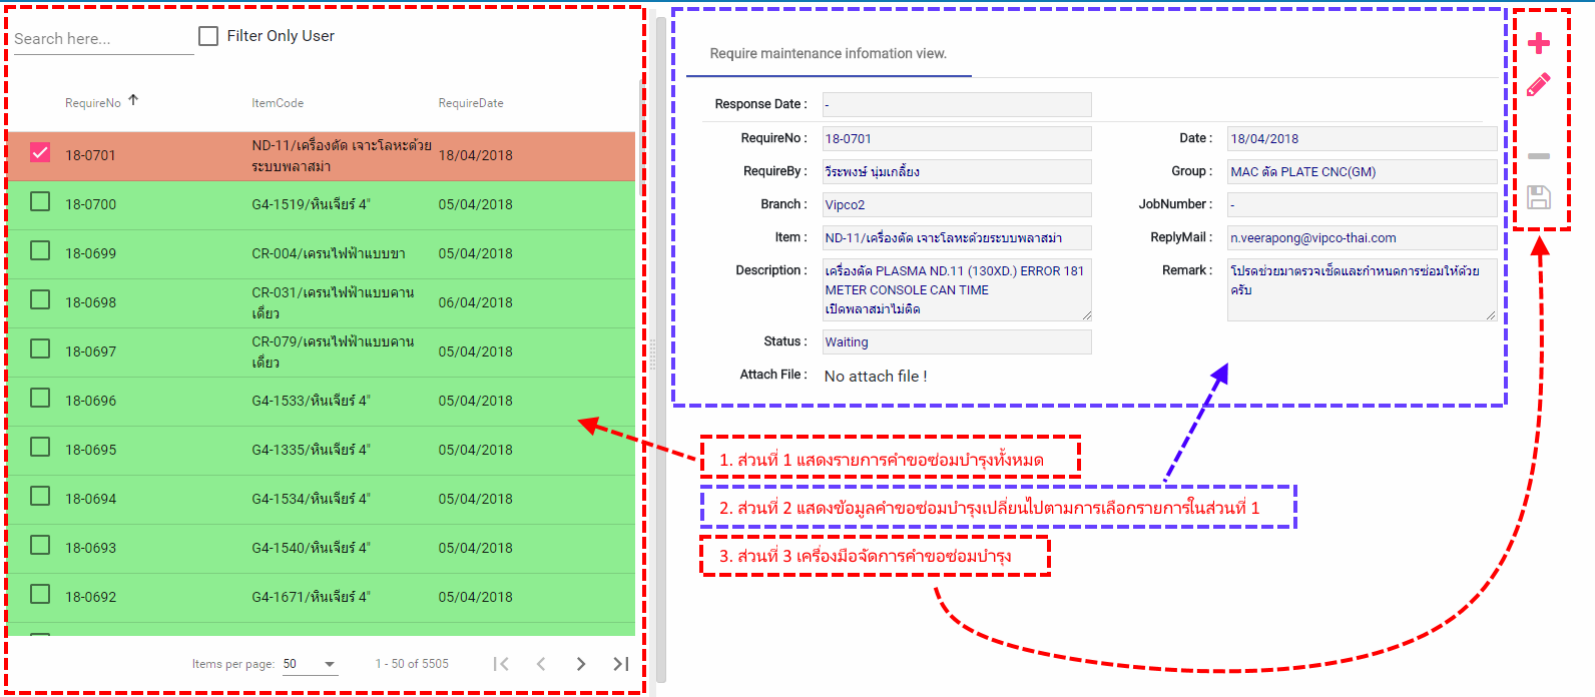 Search here...
Filter Only User
RequireNo ItemCode RequireDate
18-0701 ND-11/เครื่องตัด เจาะโลหะด้วย 18/04/2018
ระบบพลาสม่า
18-0700 G4-1519/หินเจียร์ 4" 05/04/2018
18-0699 CR-004/เครนไฟฟ้าแบบขา 05/04/2018
18-0698 CR-031/เครนไฟฟ้าแบบคาน 06/04/2018
เดี่ยว
18-0697 CR-079/เครนไฟฟ้าแบบคาน 05/04/2018
เดี่ยว
18-0696 G4-1533/หินเจียร์ 4" 05/04/2018
18-0695 G4-1335/หินเจียร์ 4" 05/04/2018
18-0694 G4-1534/หินเจียร์ 4" 05/04/2018
18-0693 G4-1540/หินเจียร์ 4" 05/04/2018
18-0692 G4-1671/หินเจียร์ 4" 05/04/2018
Items per page: 50 1 - 50 of 5505
Require maintenance infomation view.
Response Date : -
RequireNo : 18-0701 Date : 18/04/2018
RequireBy : วีระพงษ์ นุ่มเกลี้ยง Group : MAC ตัด PLATE CNC(GM)
Branch : Vipco2 JobNumber : -
Item : ND-11/เครื่องตัด เจาะโลหะด้วยระบบพลาสม่า ReplyMail : n.veerapong@vipco-thai.com
Description : เครื่องตัด PLASMA ND.11 (130XD.) ERROR 181 Remark : โปรดช่วยมาตรวจเช็ดและกำหนดการซ่อมให้ด้วย
METER CONSOLE CAN TIME ครับ
เปิดพลาสม่าไม่ติด
Status : Waiting
Attach File : No attach file !
1. ส่วนที่ 1 แสดงรายการคำขอซ่อมบำรุงทั้งหมด
2. ส่วนที่ 2 แสดงข้อมูลคำขอซ่อมบำรุงเปลี่ยนไปตามการเลือกรายการในส่วนที่ 1
3. ส่วนที่ 3 เครื่องมือจัดการคำขอซ่อมบำรุง